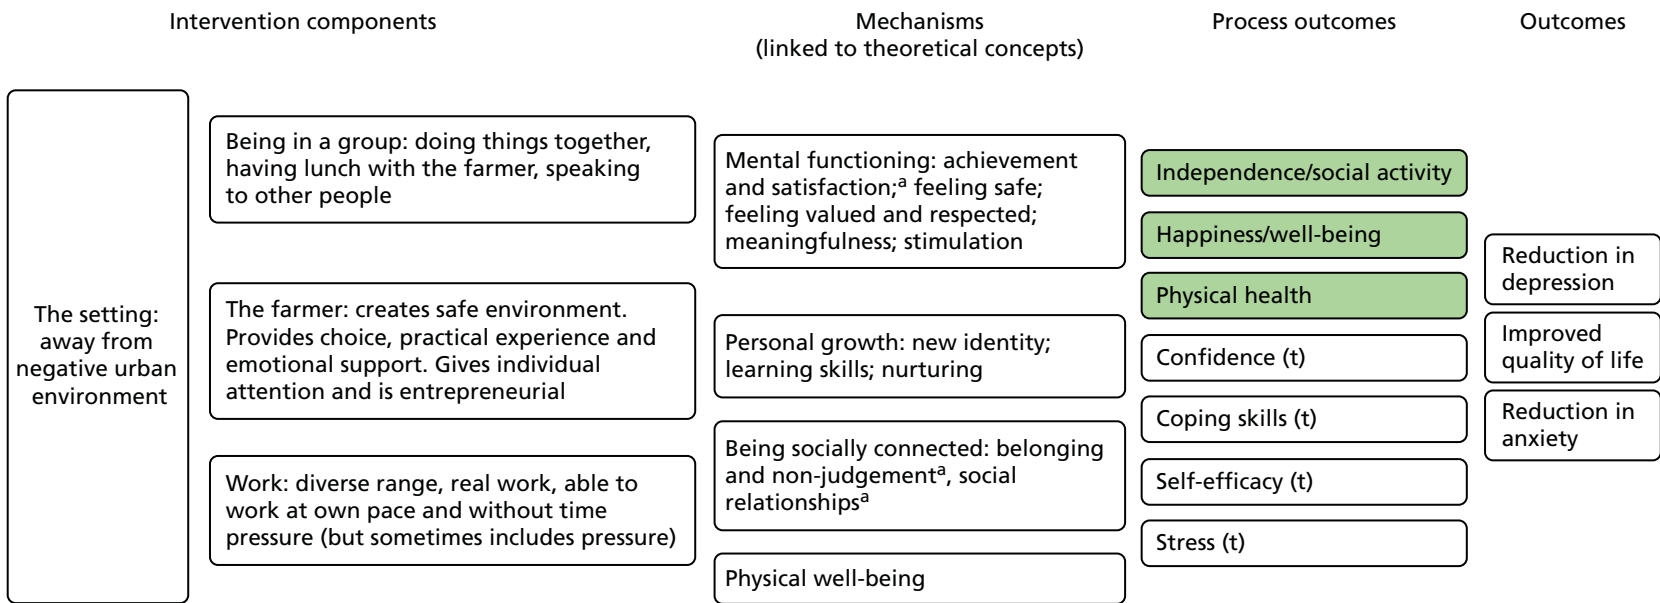 Intervention components
Mechanisms
(linked to theoretical concepts)
Process outcomes
Outcomes
The setting:
away from
negative urban
environment
Being in a group: doing things together,
having lunch with the farmer, speaking
to other people
The farmer: creates safe environment.
Provides choice, practical experience and
emotional support. Gives individual
attention and is entrepreneurial
Work: diverse range, real work, able to
work at own pace and without time
pressure (but sometimes includes pressure)
Mental functioning: achievement
and satisfaction;a feeling safe;
feeling valued and respected;
meaningfulness; stimulation
Personal growth: new identity;
learning skills; nurturing
Being socially connected: belonging
and non-judgementa, social
relationshipsa
Physical well-being
Independence/social activity
Happiness/well-being
Physical health
Confidence (t)
Coping skills (t)
Self-efficacy (t)
Stress (t)
Reduction in
depression
Improved
quality of life
Reduction in
anxiety